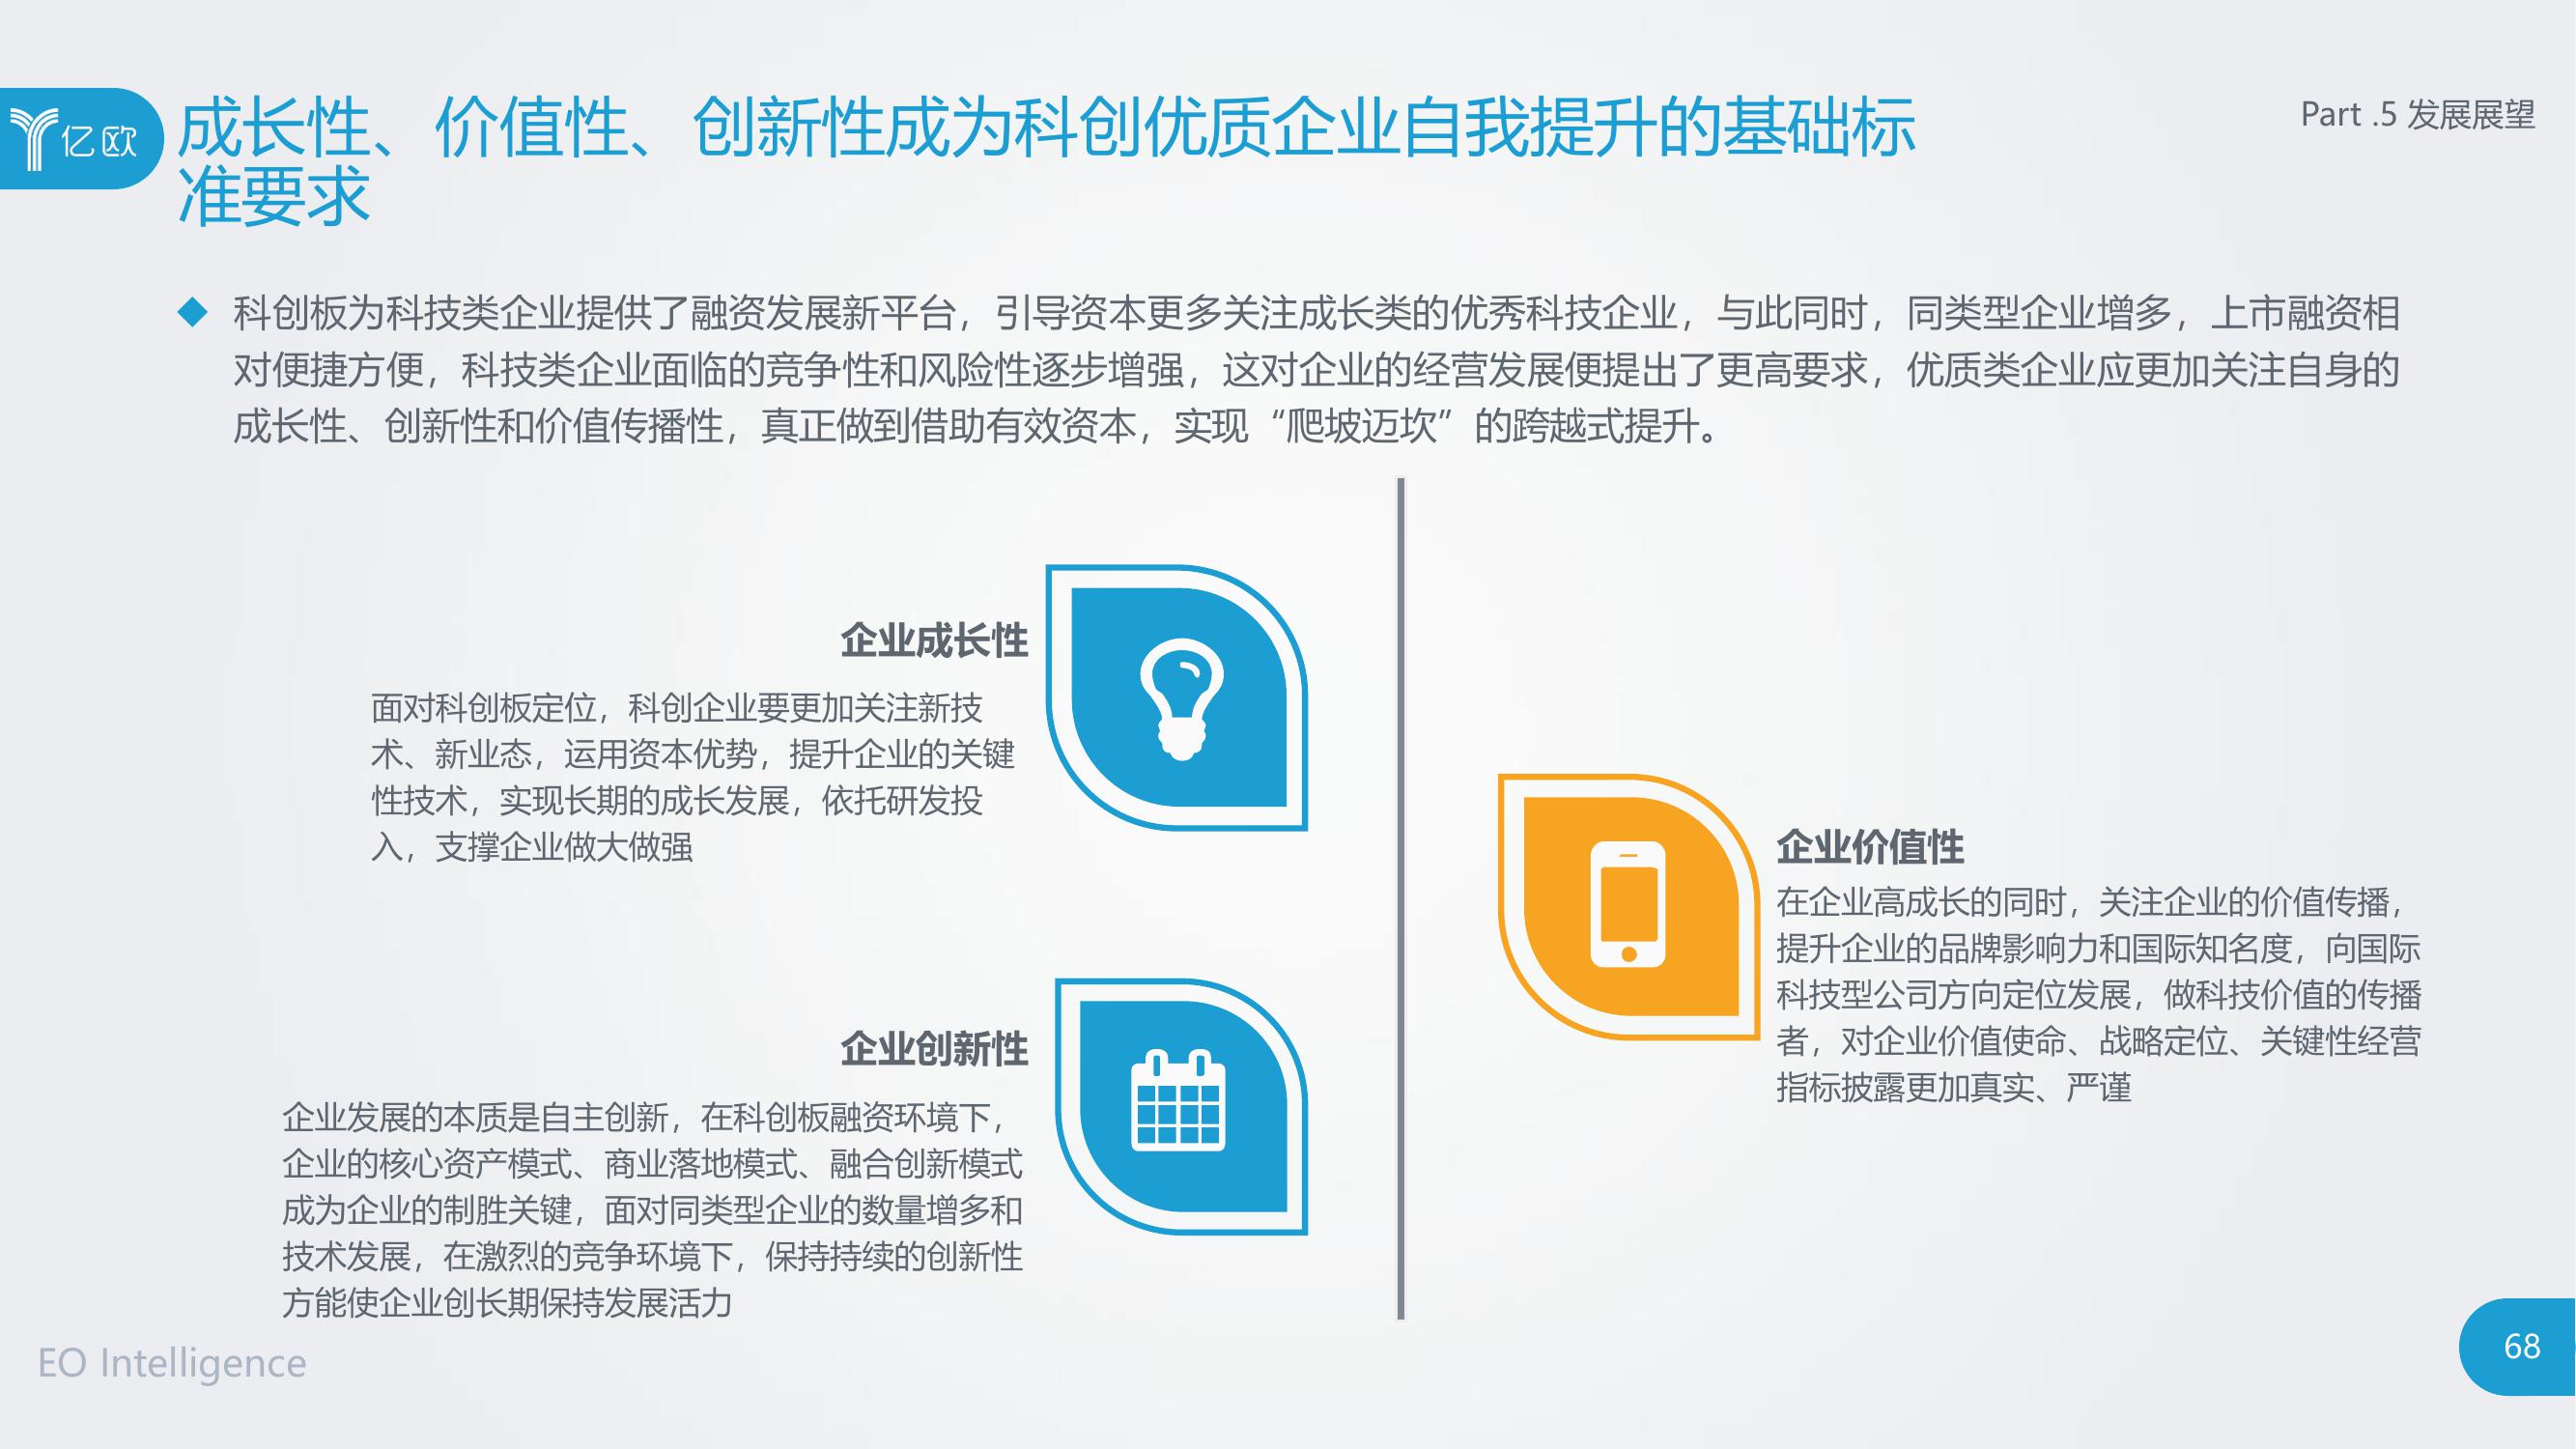 亿欧
成长性、 价值性、创新性成为科创优质企业自我提升的基础标
准要求
Part .5 发展展望
科创板为科技类企业提供了融资发展新平台，引导资本更多关注成长类的优秀科技企业，与此同时，同类型企业增多，上市融资相
对便捷方便，科技类企业面临的竞争性和风险性逐步增强，这对企业的经营发展便提出了更高要求，优质类企业应更加关注自身的
成长性、创新性和价值传播性，真正做到借助有效资本，实现“爬坡迈坎”的跨越式提升。
企业成长性
面对科创板定位，科创企业要更加关注新技
术、新业态，运用资本优势，提升企业的关键
性技术，实现长期的成长发展，依托研发投
入，支撑企业做大做强
企业创新性
企业发展的本质是自主创新，在科创板融资环境下，
企业的核心资产模式、商业落地模式、融合创新模式
成为企业的制胜关键，面对同类型企业的数量增多和
技术发展，在激烈的竞争环境下，保持持续的创新性
方能使企业创长期保持发展活力
企业价值性
在企业高成长的同时，关注企业的价值传播，
提升企业的品牌影响力和国际知名度，向国际
科技型公司方向定位发展，做科技价值的传播
者，对企业价值使命、战略定位、关键性经营
指标披露更加真实、严谨
EO Intelligence
68